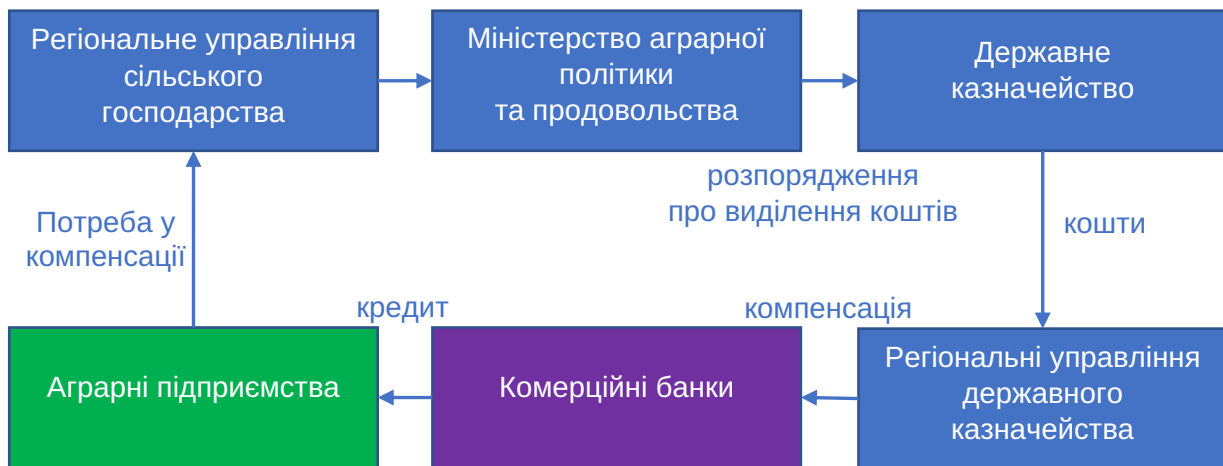 Регіональне управління
сільського
господарства
Міністерство аграрної
політики
та продовольства
Державне
казначейство
розпорядження
про виділення коштів
кошти
Потреба у
компенсації
кредит
компенсація
Аграрні підприємства
Комерційні банки
Регіональні управління
державного
казначейства